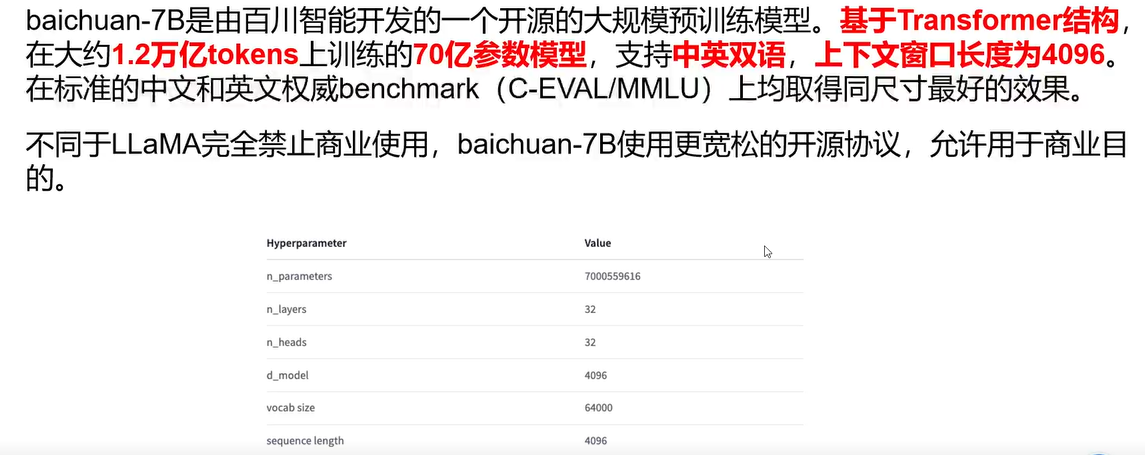 baichuan-7B是由百川智能开发的一个开源的大规模预训练模型。基于Transformer结构，
在大约1.2万亿tokens上训练的70亿参数模型，支持中英双语，上下文窗口长度为4096。
在标准的中文和英文权威benchmark（C-EVAL/MMLU）上均取得同尺寸最好的效果。
不同于LLaMA完全禁止商业使用，baichuan-7B使用更宽松的开源协议，允许用于商业目
的。
Hyperparameter Value
n_parameters 7000559616
n_layers 32
n_heads 32
d_model 4096
vocab size 64000
sequence length 4096